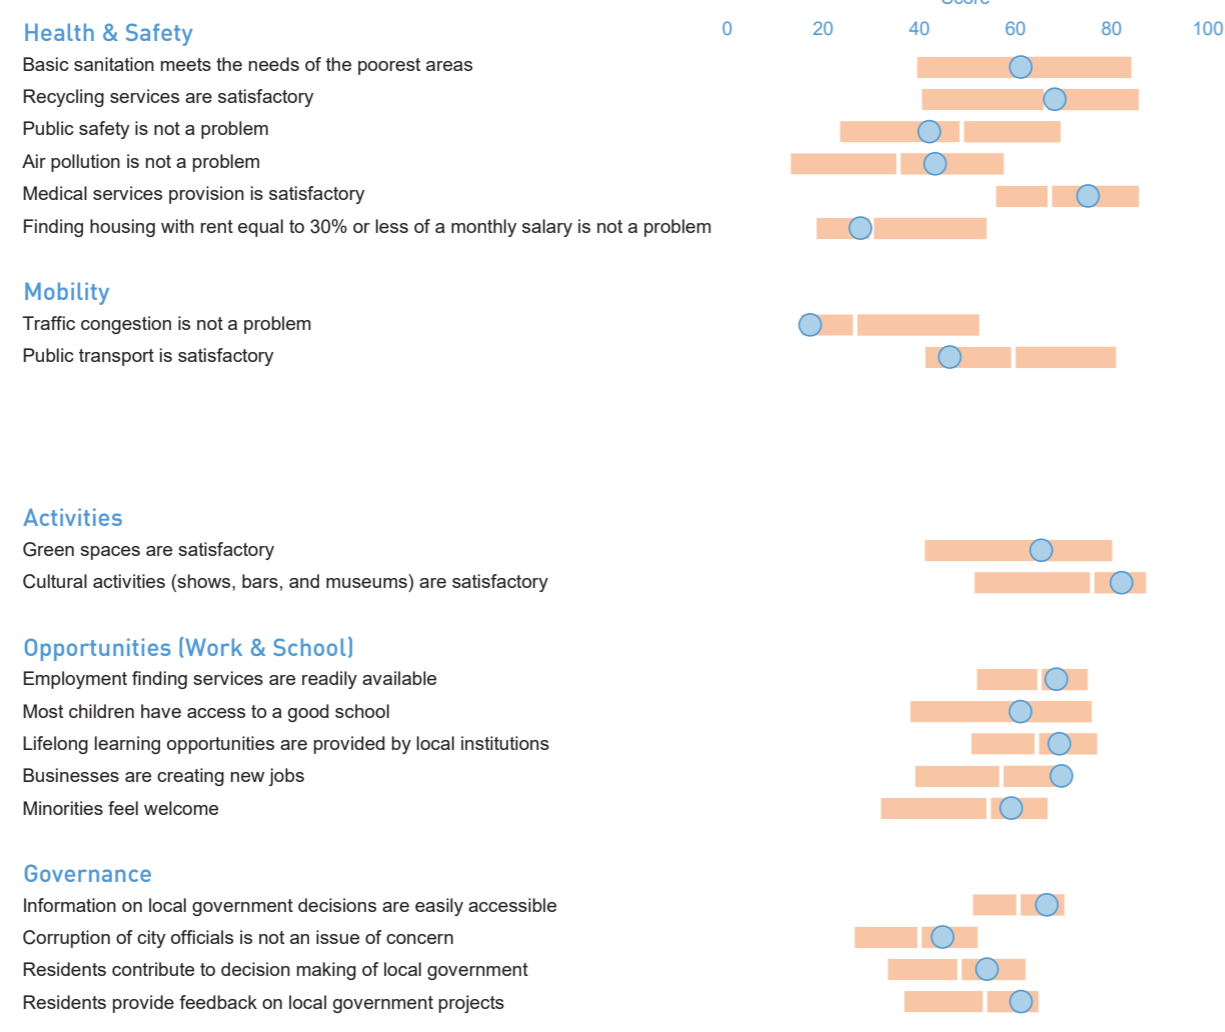 Score
0 20 40 60 80 100
Health & Safety
Basic sanitation meets the needs of the poorest areas
Recycling services are satisfactory
Public safety is not a problem
Air pollution is not a problem
Medical services provision is satisfactory
Finding housing with rent equal to 30% or less of a monthly salary is not a problem
Mobility
Traffic congestion is not a problem
Public transport is satisfactory
Activities
Green spaces are satisfactory
Cultural activities (shows, bars, and museums) are satisfactory
Opportunities (Work & School)
Employment finding services are readily available
Most children have access to a good school
Lifelong learning opportunities are provided by local institutions
Businesses are creating new jobs
Minorities feel welcome
Governance
Information on local government decisions are easily accessible
Corruption of city officials is not an issue of concern
Residents contribute to decision making of local government
Residents provide feedback on local government projects